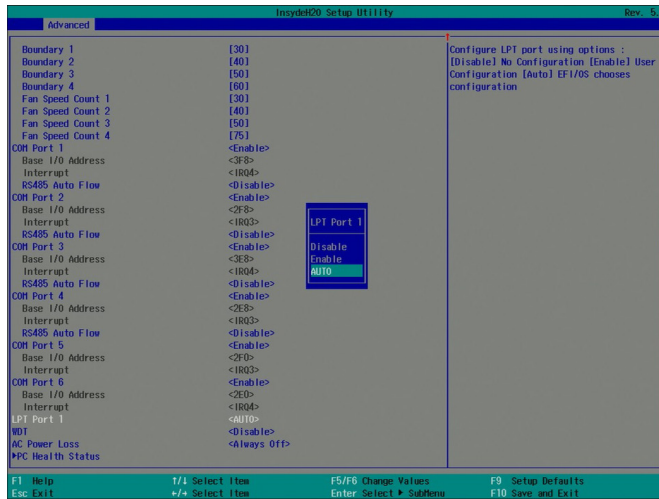 InsydeH20 Setup Utility Rev. 5.
Advanced
Boundary 1 [30]
Boundary 2 [40]
Boundary 3 [50]
Boundary 4 [60]
Fan Speed Count 1 [30]
Fan Speed Count 2 [40]
Fan Speed Count 3 [50]
Fan Speed Count 4 [75]
COM Port 1 <Enable>
Base I/O Address <3F8>
Interrupt <IRQ4>
RS485 Auto Flow <Disable>
COM Port 2 <Enable>
Base I/O Address <2F8>
Interrupt <IRQ3>
RS485 Auto Flow <Disable>
COM Port 3 <Enable>
Base I/O Address <3E8>
Interrupt <IRQ4>
RS485 Auto Flow <Disable>
COM Port 4 <Enable>
Base I/O Address <2E8>
Interrupt <IRQ3>
RS485 Auto Flow <Disable>
COM Port 5 <Enable>
Base I/O Address <2F0>
Interrupt <IRQ3>
COM Port 6 <Enable>
Base I/O Address <2E0>
Interrupt <IRQ4>
LPT Port 1 <AUTO>
WDT <Disable>
AC Power Loss <Always Off>
▶PC Health Status
LPT Port 1
Disable
Enable
AUTO
Configure LPT port using options :
[Disable] No Configuration [Enable] User
Configuration [Auto] EFI/OS chooses
configuration
F1 Help ↑/↓ Select Item F5/F6 Change Values F9 Setup Defaults
Esc Exit ←/→ Select Item Enter Select ▶ SubMenu F10 Save and Exit